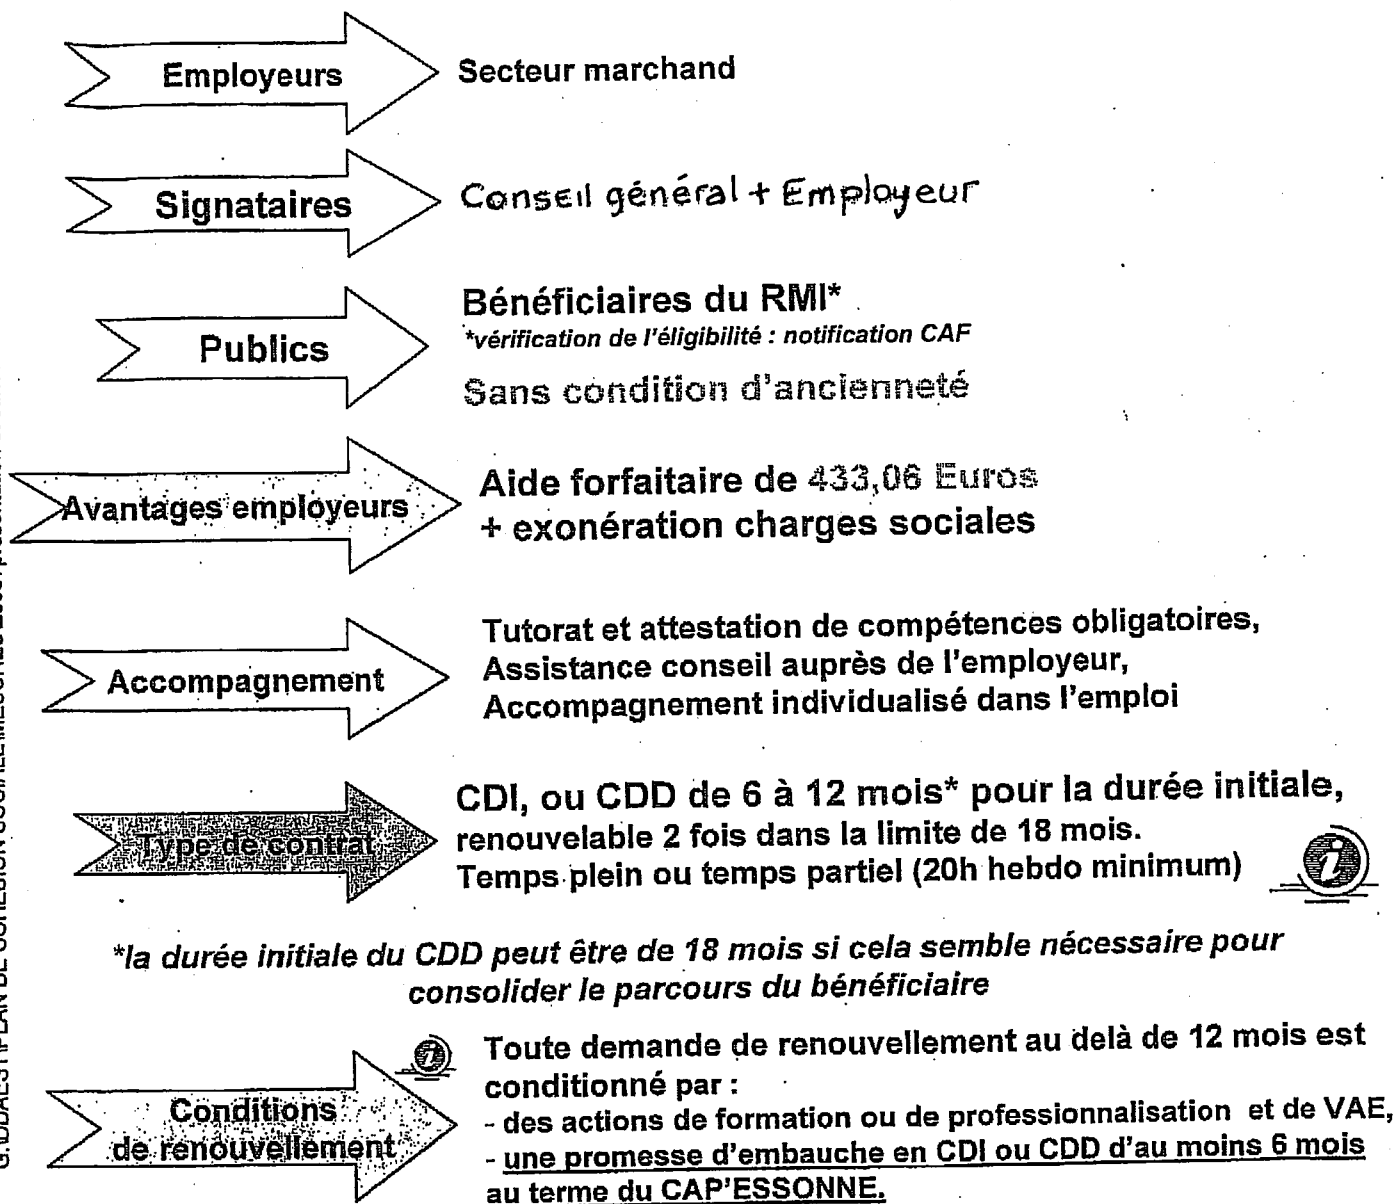 Employeurs
Secteur marchand
Signataires
Conseil général + Employeur
Publics
Bénéficiaires du RMI*
*vérification de l'éligibilité : notification CAF
Sans condition d'ancienneté
Avantages employeurs
Aide forfaitaire de 433,06 Euros
+ exonération charges sociales
Accompagnement
Tutorat et attestation de compétences obligatoires,
Assistance conseil auprès de l'employeur,
Accompagnement individualisé dans l'emploi
Type de contrat
CDI, ou CDD de 6 à 12 mois* pour la durée initiale,
renouvelable 2 fois dans la limite de 18 mois.
Temps plein ou temps partiel (20h hebdo minimum)
i
*la durée initiale du CDD peut être de 18 mois si cela semble nécessaire pour
consolider le parcours du bénéficiaire
i
Conditions
de renouvellement
Toute demande de renouvellement au delà de 12 mois est
conditionné par :
- des actions de formation ou de professionnalisation et de VAE,
- une promesse d'embauche en CDI ou CDD d'au moins 6 mois
au terme du CAP'ESSONNE.
PLAN DE COHESION SOCIALE